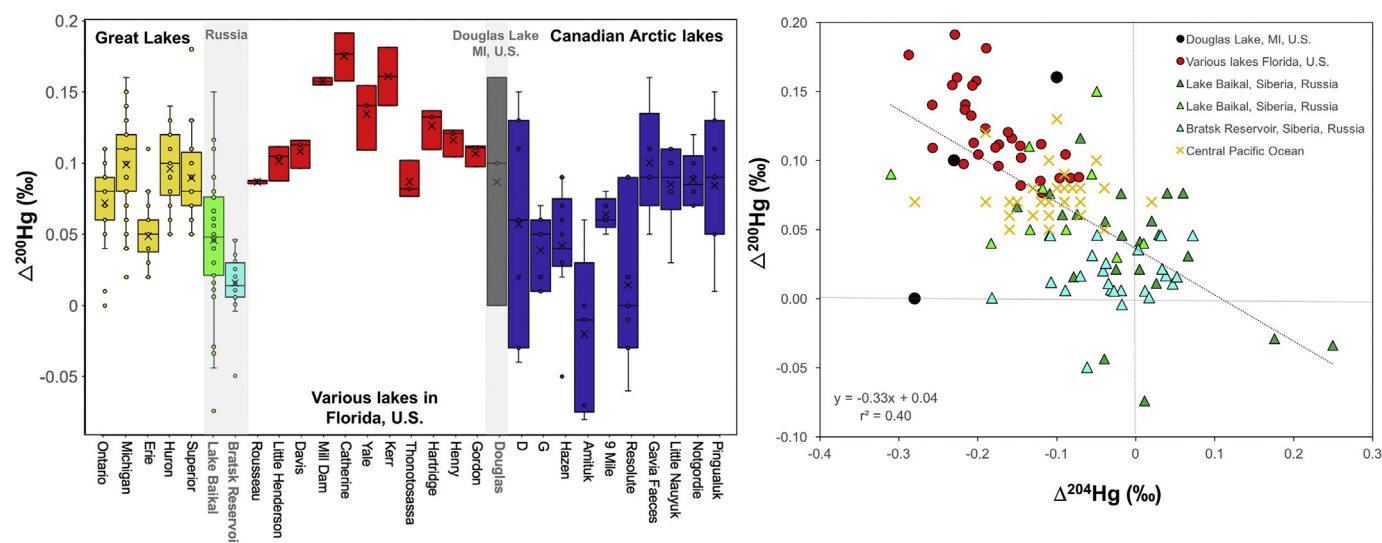 0.2
0.15
0.1
0.05
0
-0.05
Δ²⁰⁰Hg (‰)
Great Lakes
Russia
Douglas Lake
MI, U.S.
Canadian Arctic lakes
Various lakes in
Florida, U.S.
Ontario
Michigan
Erie
Huron
Superior
Lake Baikal
Bratsk Reservoi
Rousseau
Little Henderson
Davis
Mill Dam
Catherine
Yale
Kerr
Thonotosassa
Hartridge
Henry
Gordon
Douglas
D
G
Hazen
Amituk
9 Mile
Resolute
Gavia Faeces
Little Nauyuk
Notgordie
Pingualuk
0.20
0.15
0.10
0.05
0.00
0.05
-0.10
Δ²⁰⁰Hg (‰)
Douglas Lake, MI, U.S.
Various lakes Florida, U.S.
Lake Baikal, Siberia, Russia
Lake Baikal, Siberia, Russia
Bratsk Reservoir, Siberia, Russia
Central Pacific Ocean
y = -0.33x + 0.04
r² = 0.40
-0.4
-0.3
-0.2
-0.1
0
0.1
0.2
0.3
Δ²⁰⁴Hg (‰)